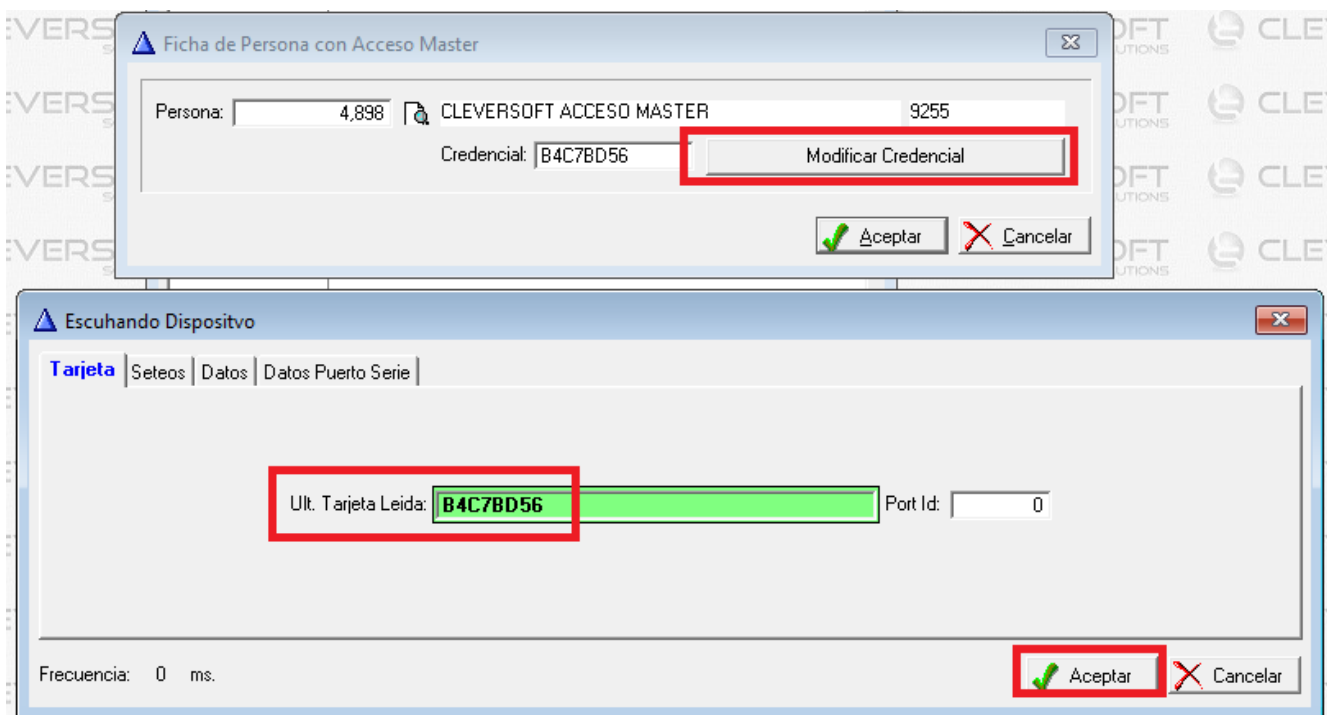 Ficha de Persona con Acceso Master
Persona: 4,898 CLEVERSOFT ACCESO MASTER 9255
Credencial: B4C7BD56 Modificar Credencial
Aceptar Cancelar
Escuhando Dispositvo
Tarjeta Seteos Datos Datos Puerto Serie
Ult. Tarjeta Leida: B4C7BD56 Port Id: 0
Frecuencia: 0 ms. Aceptar Cancelar